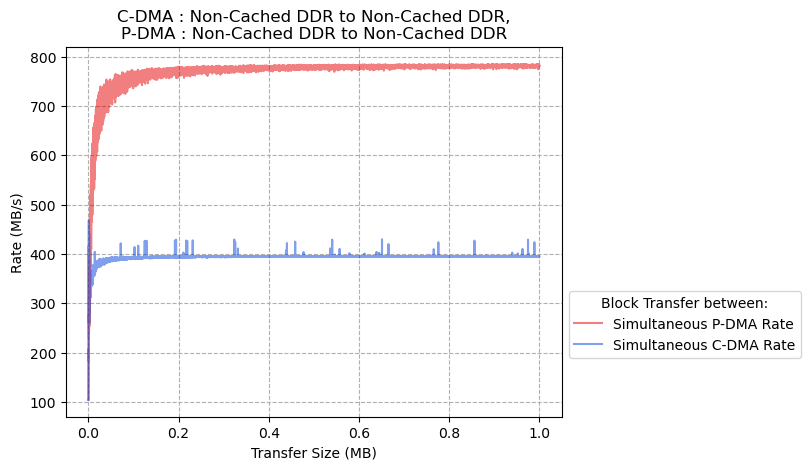 C-DMA : Non-Cached DDR to Non-Cached DDR,
P-DMA : Non-Cached DDR to Non-Cached DDR
800
700
600
500
400
300
200
100
Rate (MB/s)
0.0 0.2 0.4 0.6 0.8 1.0
Transfer Size (MB)
Block Transfer between:
Simultaneous P-DMA Rate
Simultaneous C-DMA Rate